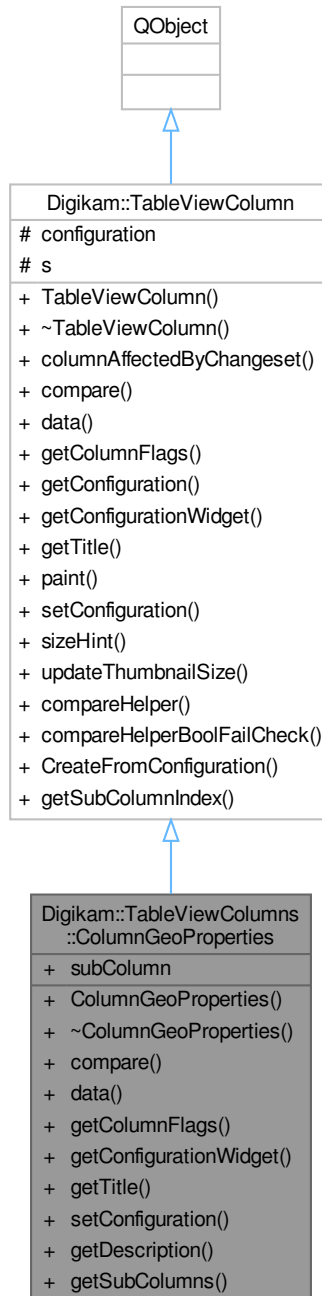 QObject
Digikam::TableViewColumn
# configuration
# s
+ TableViewColumn()
+ ~TableViewColumn()
+ columnAffectedByChangeset()
+ compare()
+ data()
+ getColumnFlags()
+ getConfiguration()
+ getConfigurationWidget()
+ getTitle()
+ paint()
+ setConfiguration()
+ sizeHint()
+ updateThumbnailSize()
+ compareHelper()
+ compareHelperBoolFailCheck()
+ CreateFromConfiguration()
+ getSubColumnIndex()
Digikam::TableViewColumns
::ColumnGeoProperties
+ subColumn
+ ColumnGeoProperties()
+ ~ColumnGeoProperties()
+ compare()
+ data()
+ getColumnFlags()
+ getConfigurationWidget()
+ getTitle()
+ setConfiguration()
+ getDescription()
+ getSubColumns()